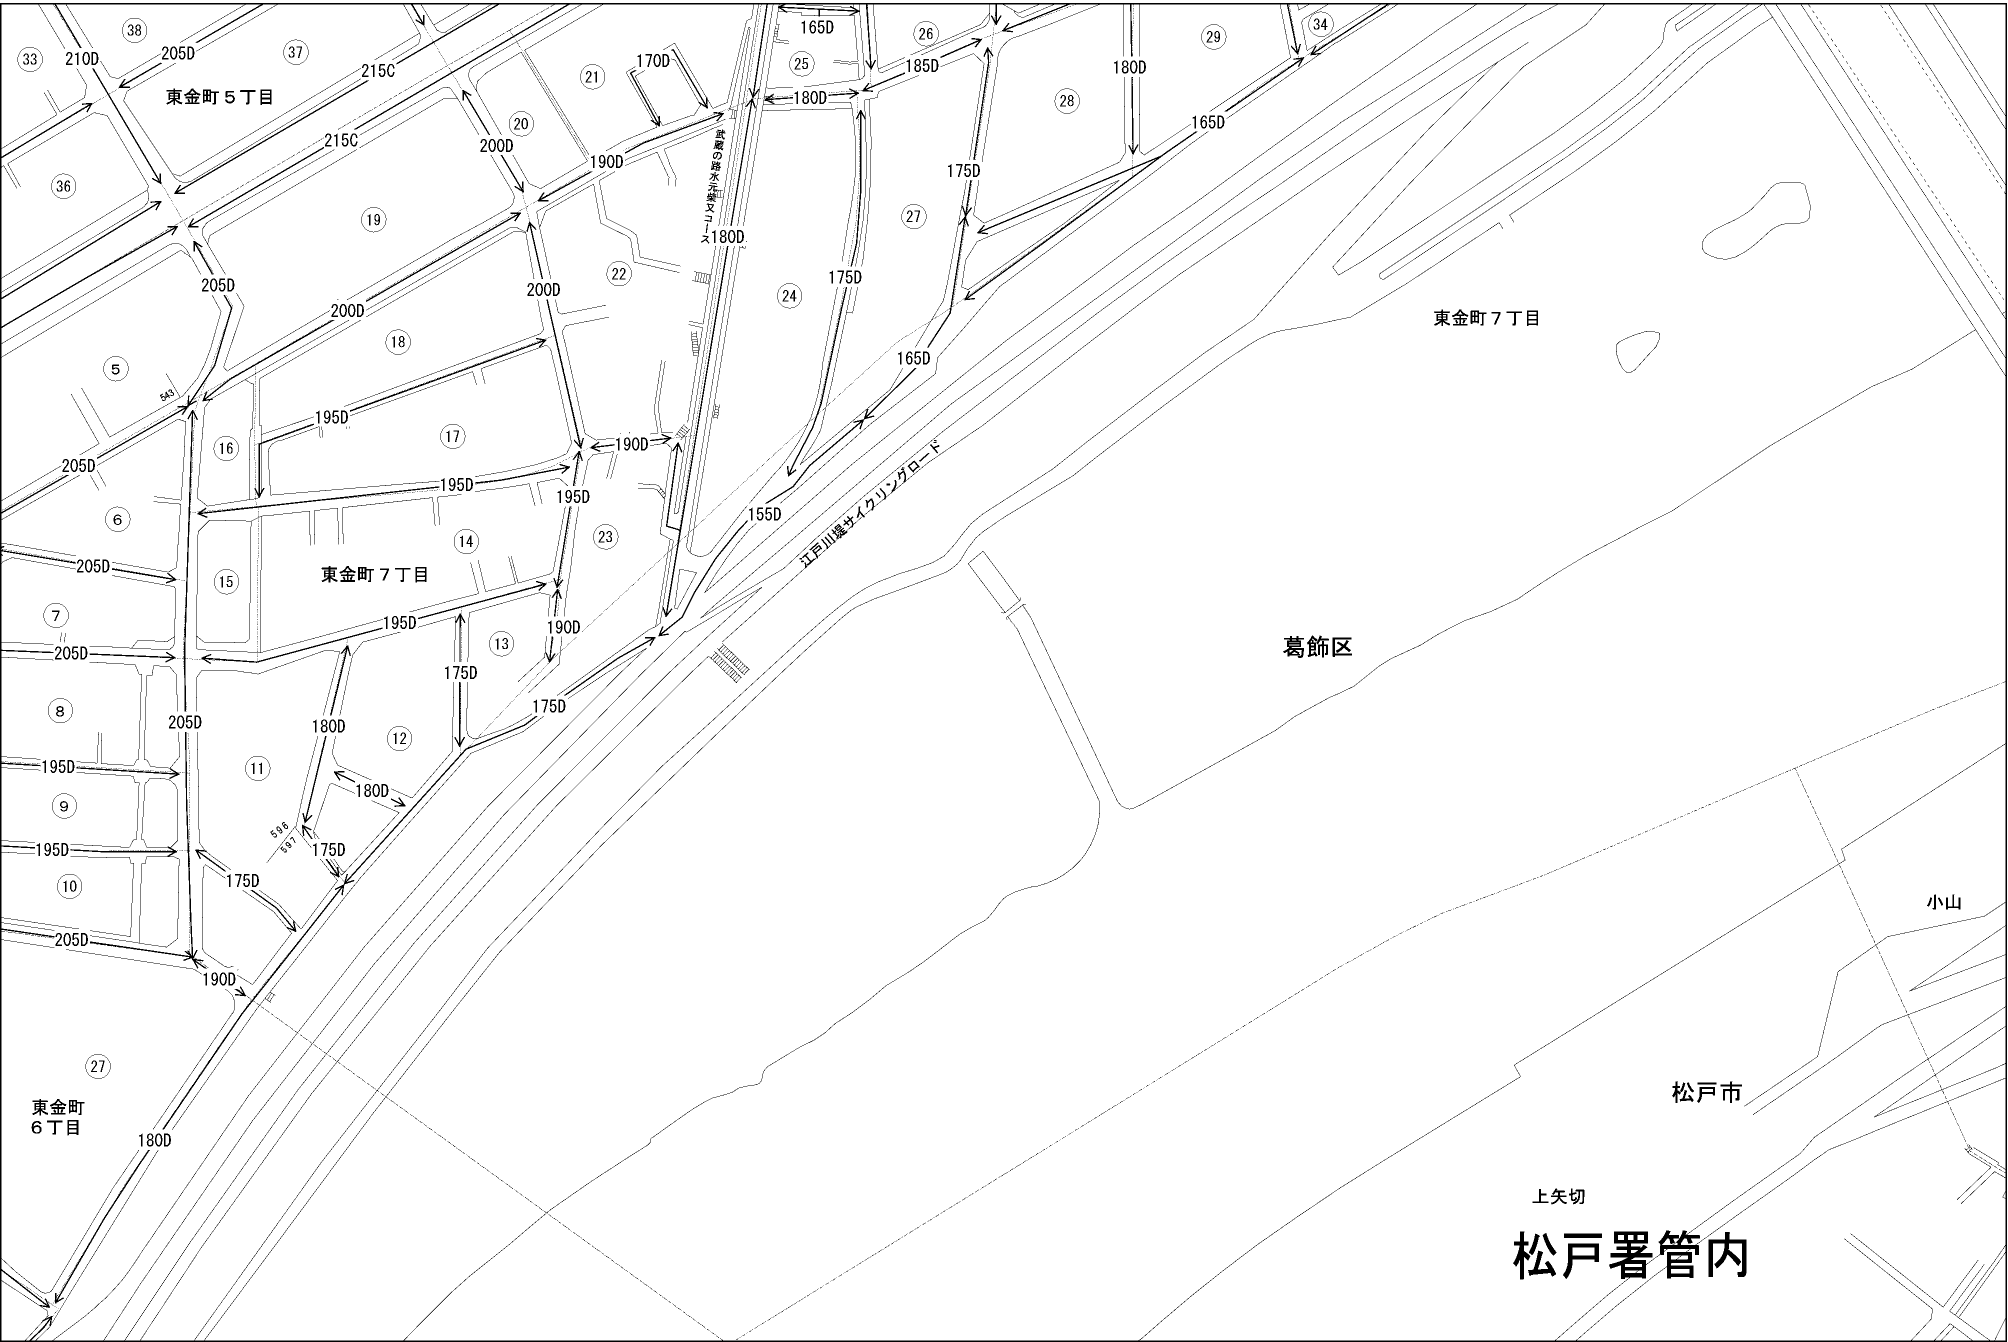 38
33
210D
205D
37
215C
東金町５丁目
21
170D
165D
26
25
185D
180D
29
34
180D
28
165D
215C
20
200D
190D
武蔵の路水元柴又コース
36
19
175D
27
180D
205D
200D
22
24
175D
200D
18
東金町７丁目
165D
5
543
195D
17
190D
16
205D
195D
195D
江戸川堤サイクリングロード
6
155D
23
14
205D
15
東金町７丁目
7
195D
190D
13
205D
葛飾区
175D
8
205D
175D
180D
12
195D
11
180D
9
596
597
195D
175D
10
175D
小山
205D
190D
27
松戸市
東金町
６丁目
180D
上矢切
松戸署管内